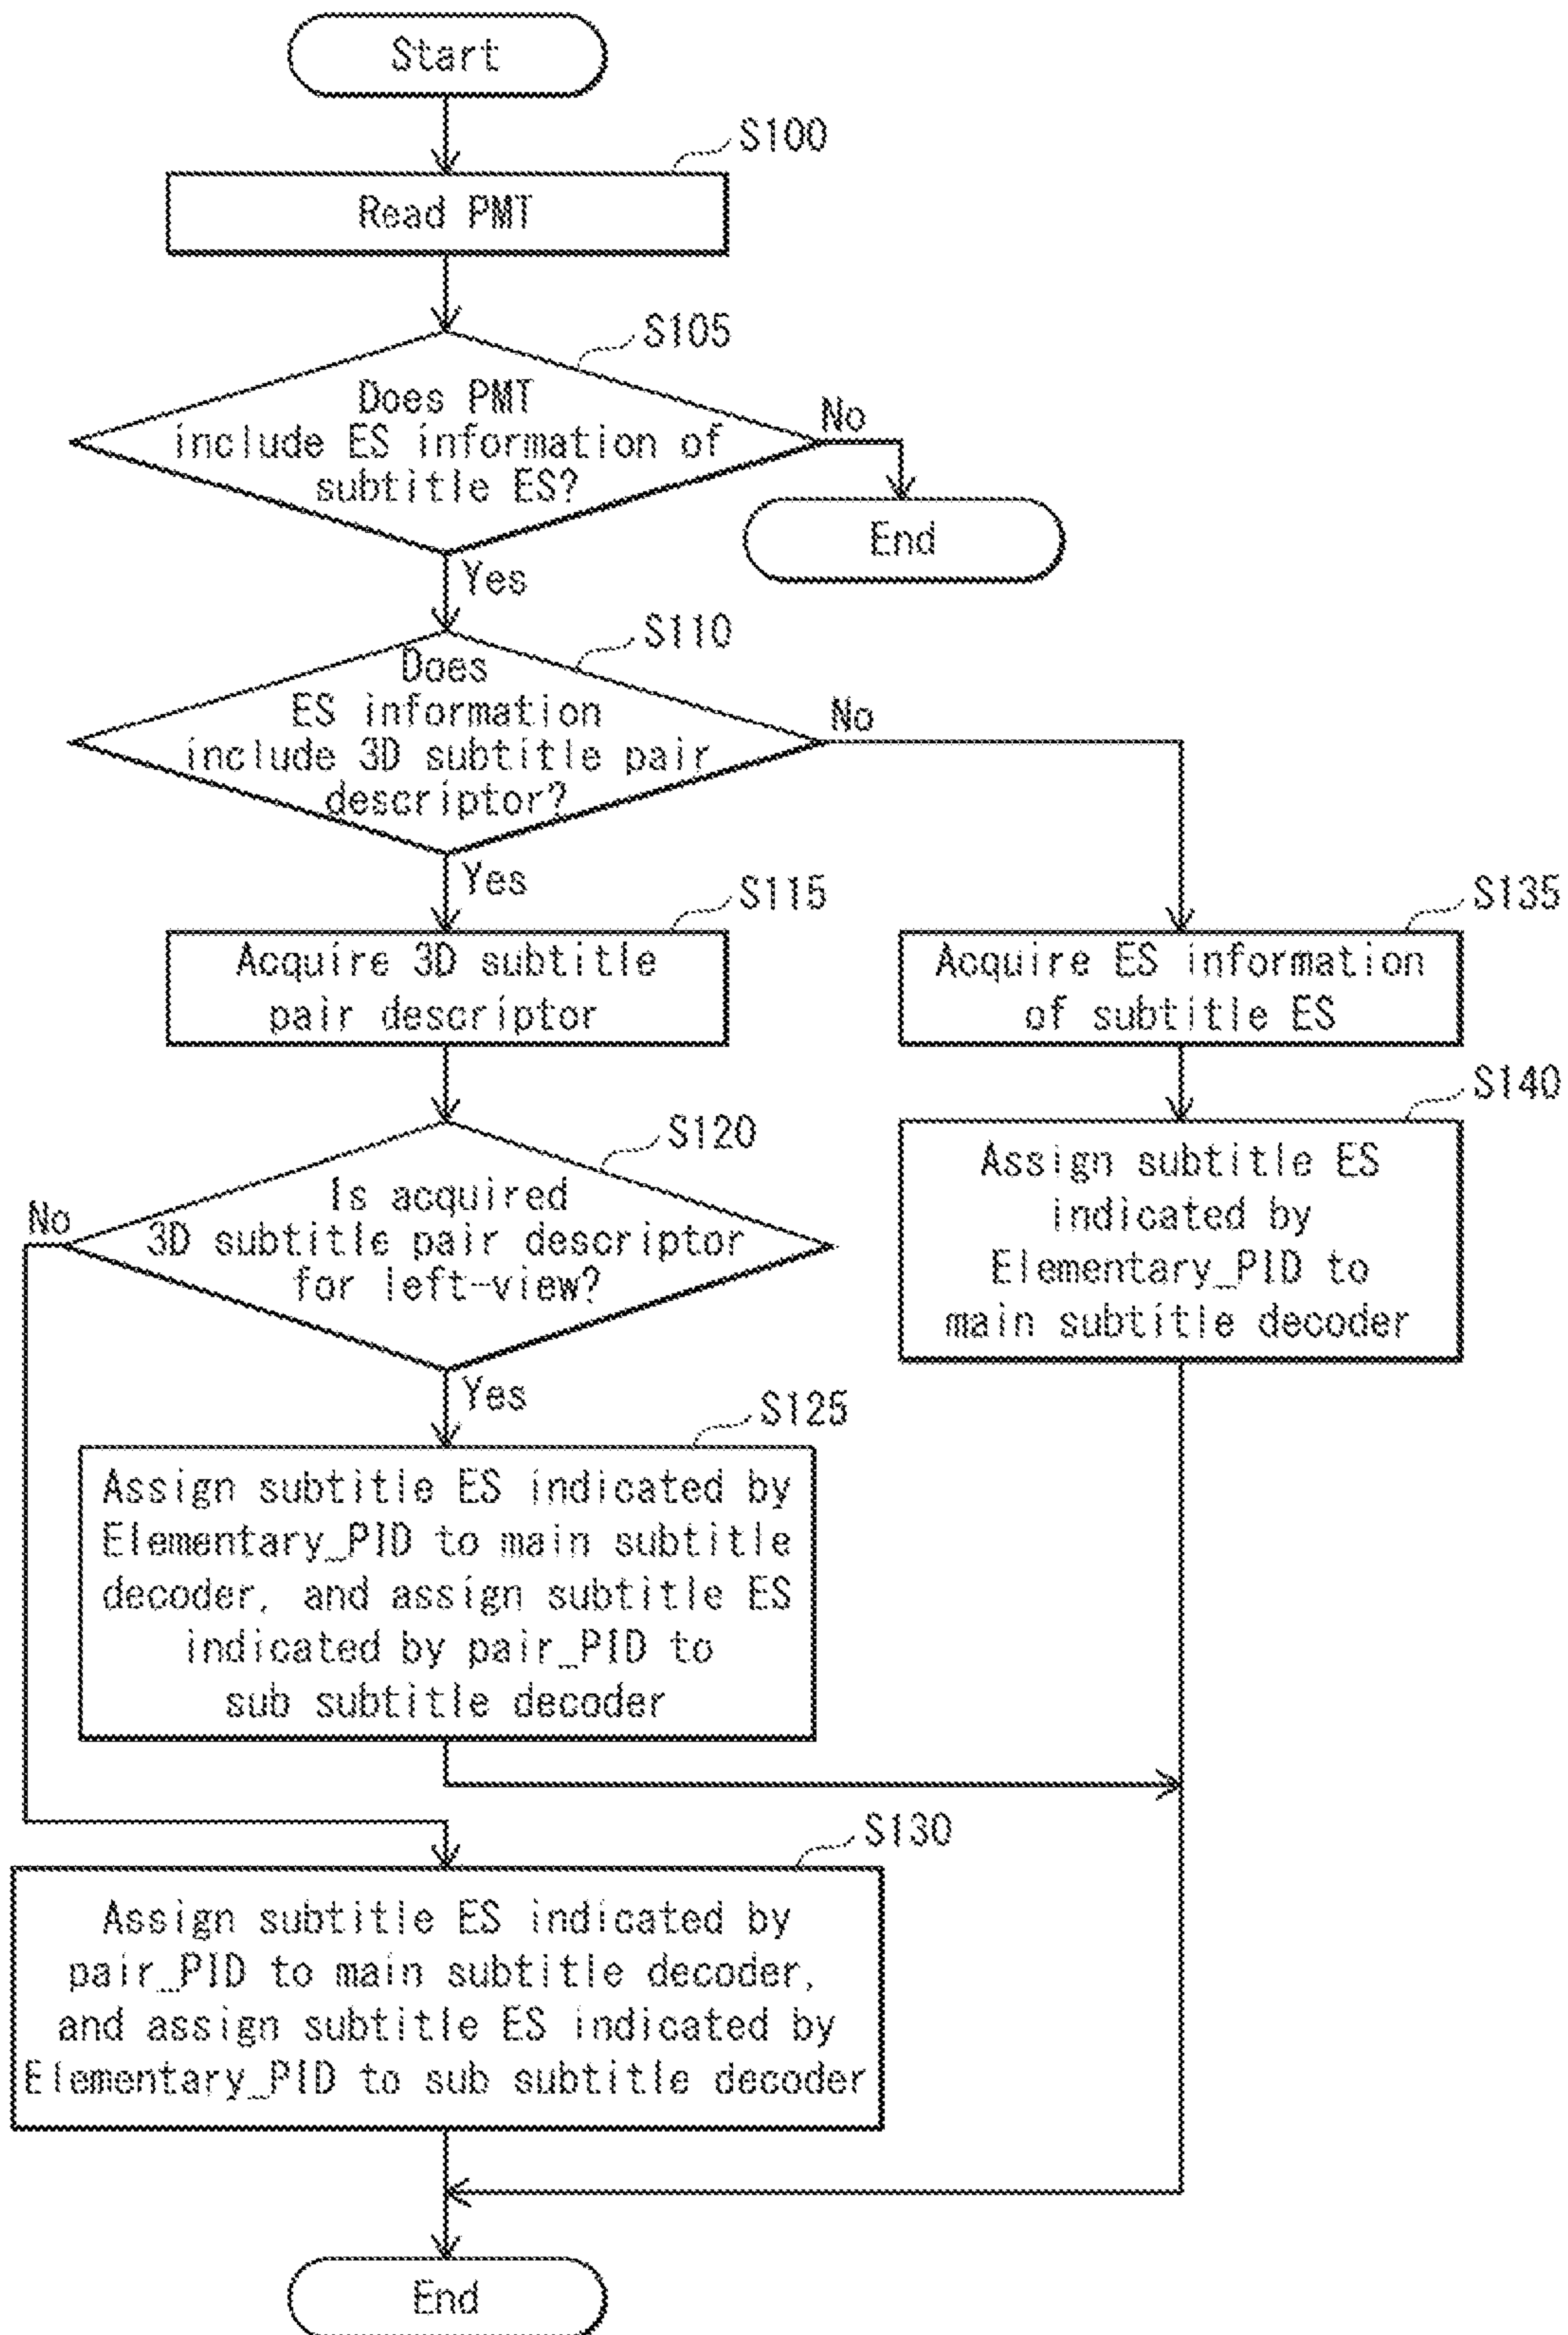 Start
S100
Read PMT
S105
Does PMT
include ES information of
subtitle ES?
No
End
Yes
S110
Does
ES information
include 3D subtitle pair
descriptor?
No
Yes
S115
Acquire 3D subtitle
pair descriptor
S135
Acquire ES information
of subtitle ES
S120
Is acquired
3D subtitle pair descriptor
for left-view?
No
Yes
S140
Assign subtitle ES
indicated by
Elementary_PID to
main subtitle decoder
S125
Assign subtitle ES indicated by
Elementary_PID to main subtitle
decoder, and assign subtitle ES
indicated by pair_PID to
sub subtitle decoder
S130
Assign subtitle ES indicated by
pair_PID to main subtitle decoder,
and assign subtitle ES indicated by
Elementary_PID to sub subtitle decoder
End